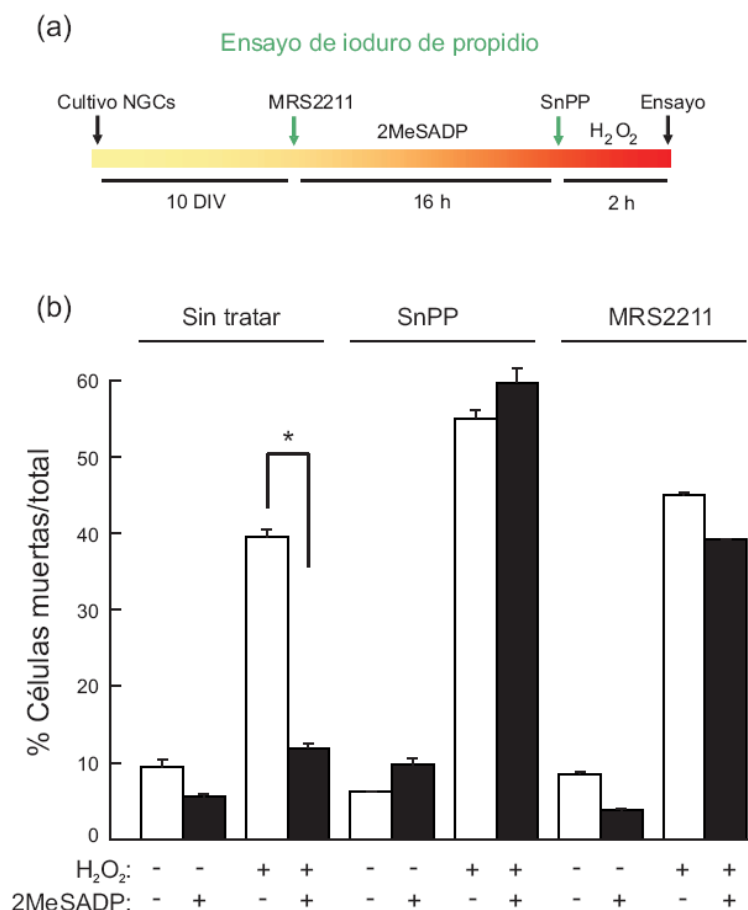 (a)
Ensayo de ioduro de propidio
Cultivo NGCs MRS2211 SnPP Ensayo
2MeSADP H₂O₂
10 DIV 16 h 2 h
(b)
Sin tratar SnPP MRS2211
% Células muertas/total
60
50
*
40
30
20
10
0
H₂O₂: - - + + - - + + - - + +
2MeSADP: - + - + - + - + - + - +